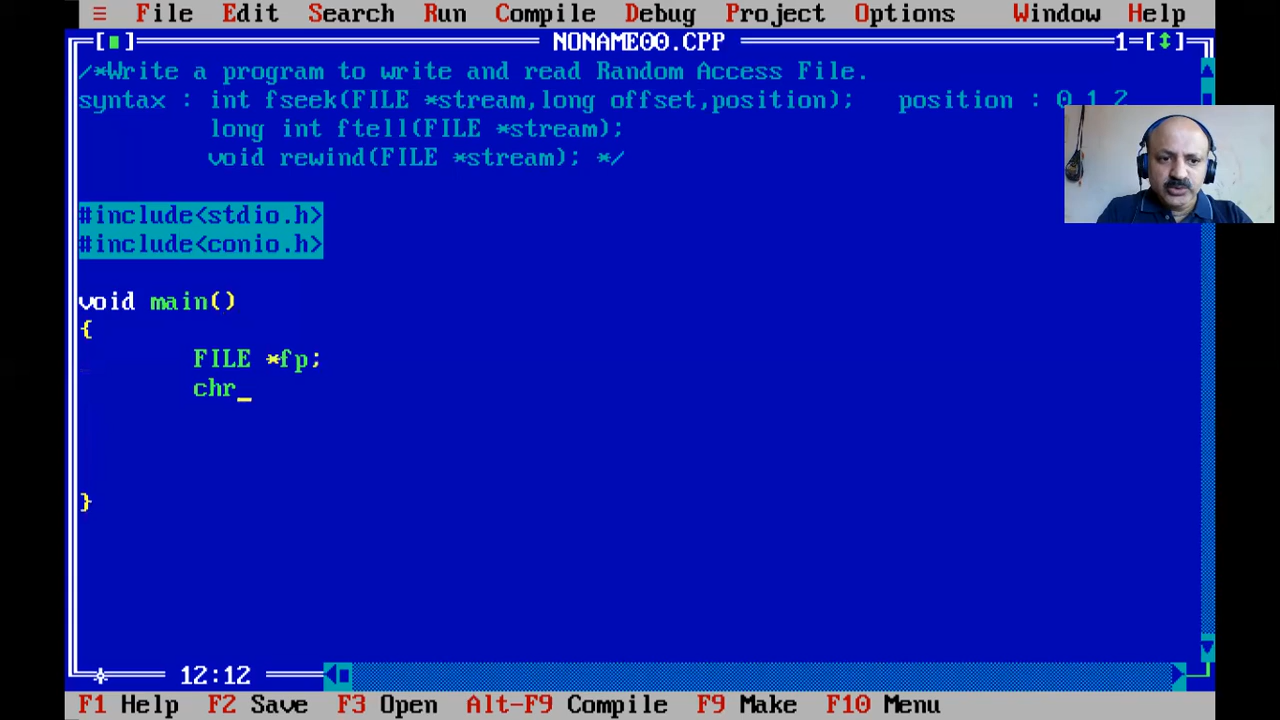 ≡ File Edit Search Run Compile Debug Project Options Window Help
[■] NONAME00.CPP 1=[↕]
/*Write a program to write and read Random Access File.
syntax : int fseek(FILE *stream,long offset,position); position : 0 1 2
long int ftell(FILE *stream);
void rewind(FILE *stream); */
#include<stdio.h>
#include<conio.h>
void main()
{
FILE *fp;
chr_
}
12:12
F1 Help F2 Save F3 Open Alt-F9 Compile F9 Make F10 Menu